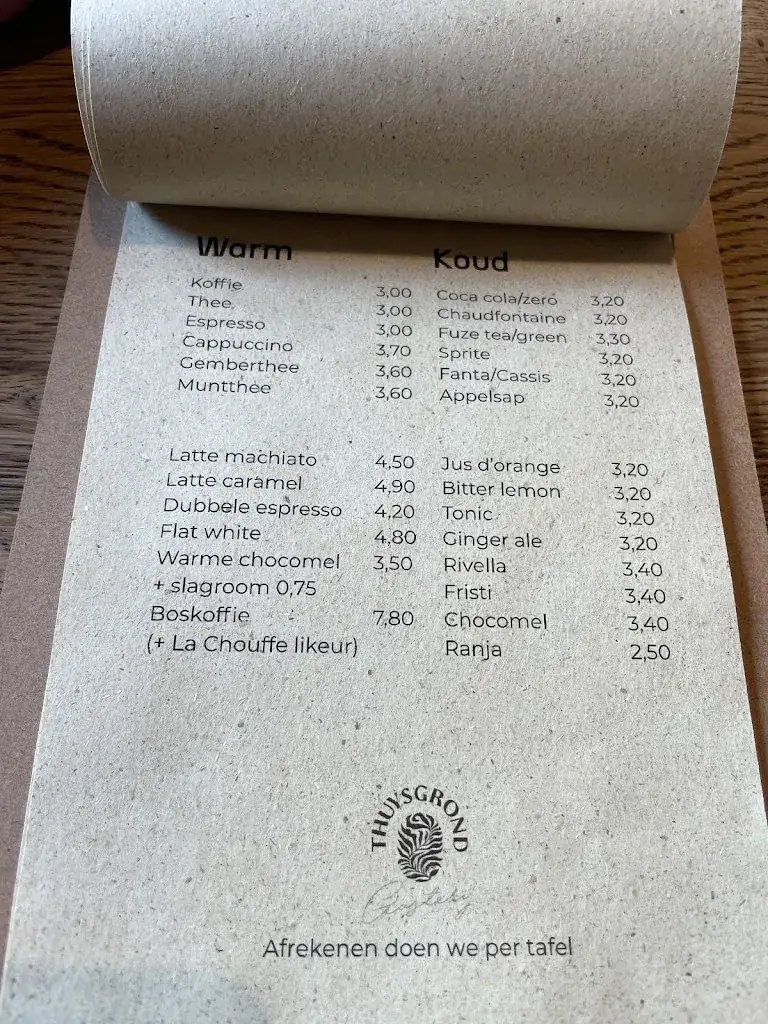 Warm
Koffie 3,00
Thee 3,00
Espresso 3,00
Cappuccino 3,70
Gemberthee 3,60
Muntthee 3,60
Latte machiato 4,50
Latte caramel 4,90
Dubbele espresso 4,20
Flat white 4,80
Warme chocomel 3,50
+ slagroom 0,75
Boskoffie 7,80
(+ La Chouffe likeur)
Koud
Coca cola/zero 3,20
Chaudfontaine 3,20
Fuze tea/green 3,30
Sprite 3,20
Fanta/Cassis 3,20
Appelsap 3,20
Jus d'orange 3,20
Bitter lemon 3,20
Tonic 3,20
Ginger ale 3,20
Rivella 3,40
Fristi 3,40
Chocomel 3,40
Ranja 2,50
THUYSGROND
Afrekenen doen we per tafel